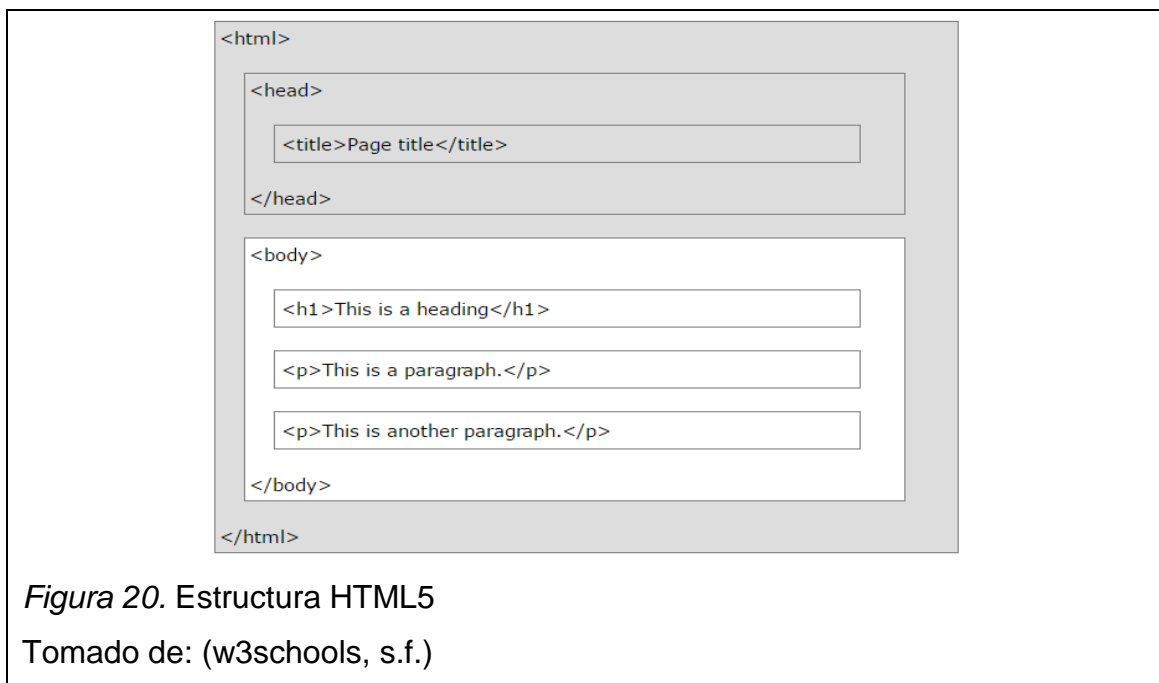 <html>
<head>
<title>Page title</title>
</head>
<body>
<h1>This is a heading</h1>
<p>This is a paragraph.</p>
<p>This is another paragraph.</p>
</body>
</html>
Figura 20. Estructura HTML5
Tomado de: (w3schools, s.f.)